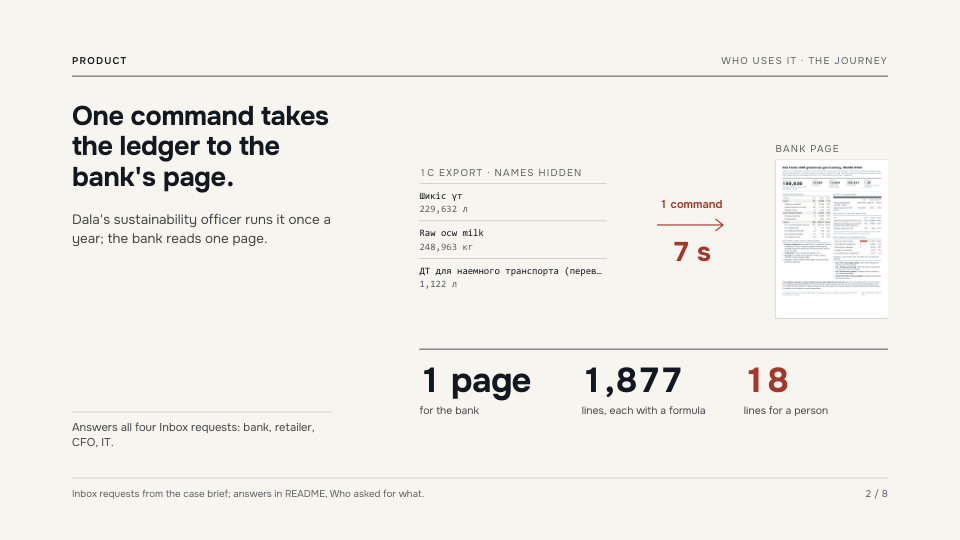 PRODUCT
WHO USES IT · THE JOURNEY
One command takes
the ledger to the
bank's page.
Dala's sustainability officer runs it once a
year; the bank reads one page.
Answers all four Inbox requests: bank, retailer,
CFO, IT.
1C EXPORT · NAMES HIDDEN
Шикіс үт
229,632 л
Raw ocw milk
248,963 кг
ДТ для наемного транспорта (перев…
1,122 л
1 command
7 s
BANK PAGE
1 page
for the bank
1,877
lines, each with a formula
18
lines for a person
Inbox requests from the case brief; answers in README, Who asked for what.
2 / 8